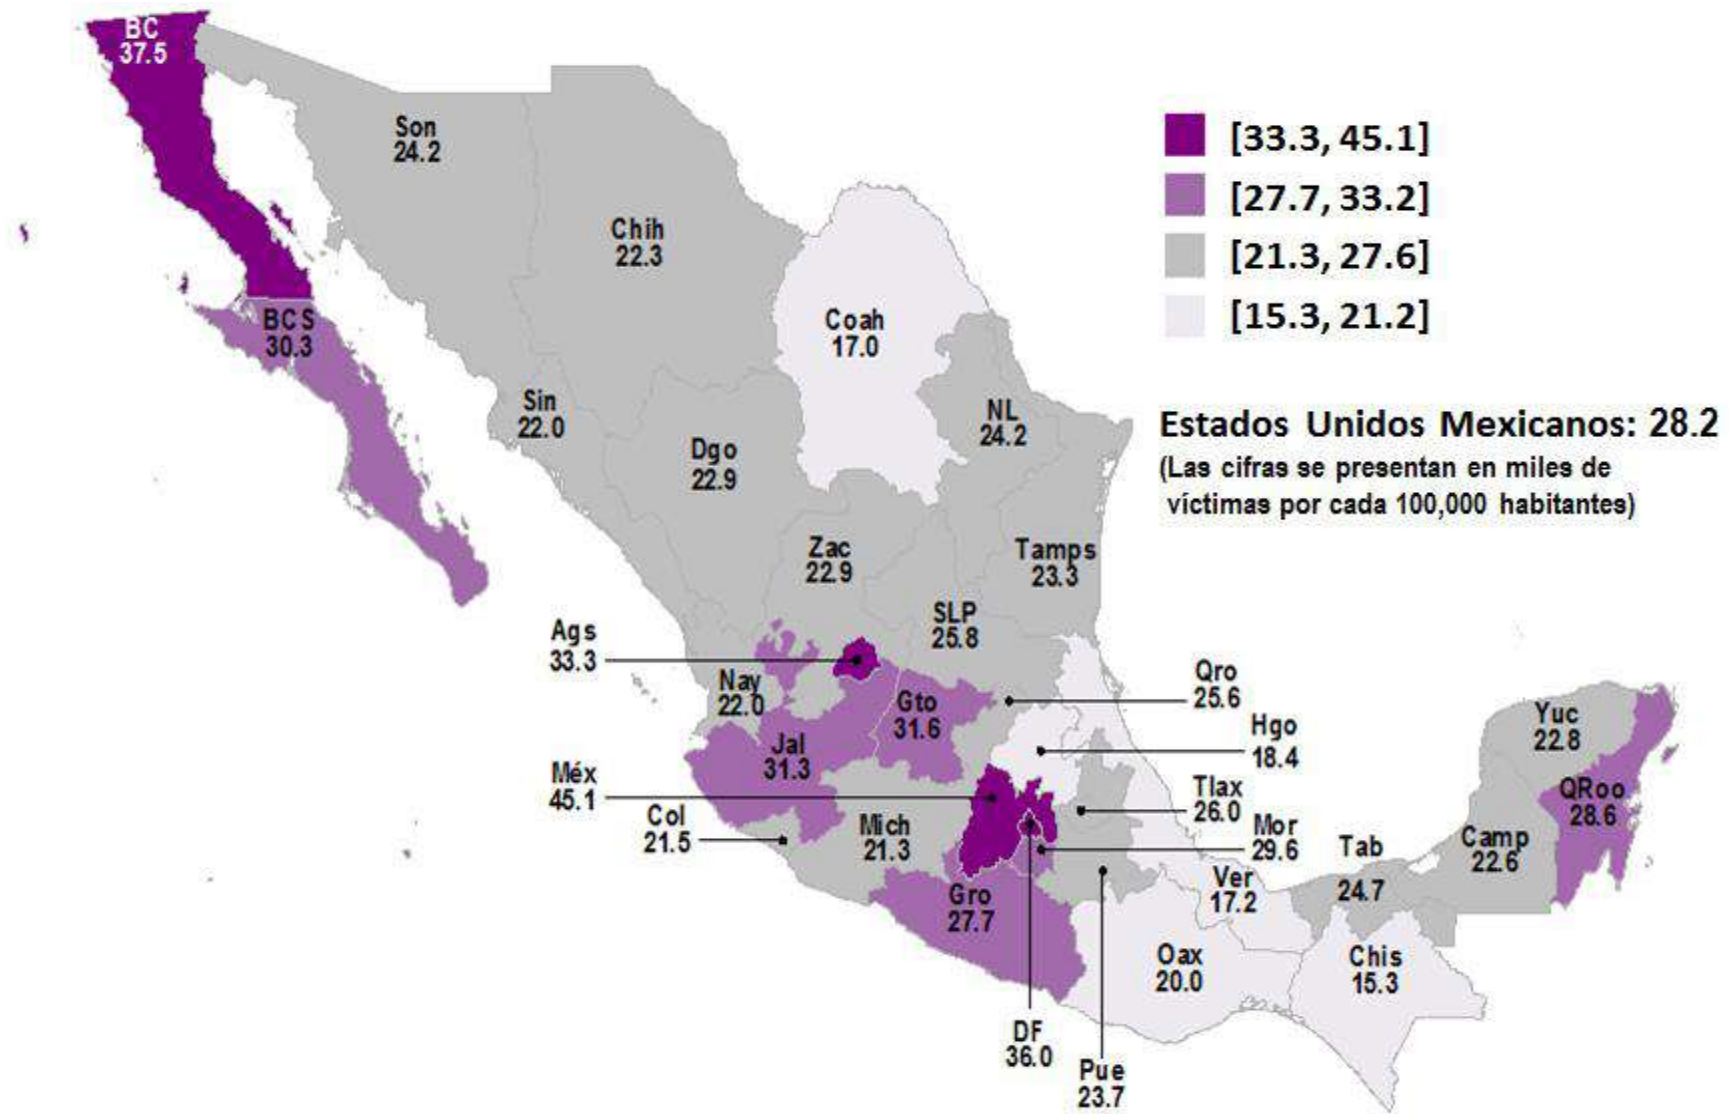 BC
37.5
Son
24.2
Chih
22.3
Coah
17.0
BCS
30.3
Sin
22.0
Dgo
22.9
NL
24.2
Zac
22.9
Tamps
23.3
SLP
25.8
Ags
33.3
Nay
22.0
Gto
31.6
Jal
31.3
Qro
25.6
Hgo
18.4
Méx
45.1
Col
21.5
Mich
21.3
Tlax
26.0
Mor
29.6
Gro
27.7
Ver
17.2
Tab
24.7
Yuc
22.8
QRoo
28.6
Camp
22.6
Oax
20.0
Chis
15.3
DF
36.0
Pue
23.7
[33.3, 45.1]
[27.7, 33.2]
[21.3, 27.6]
[15.3, 21.2]
Estados Unidos Mexicanos: 28.2
(Las cifras se presentan en miles de
víctimas por cada 100,000 habitantes)